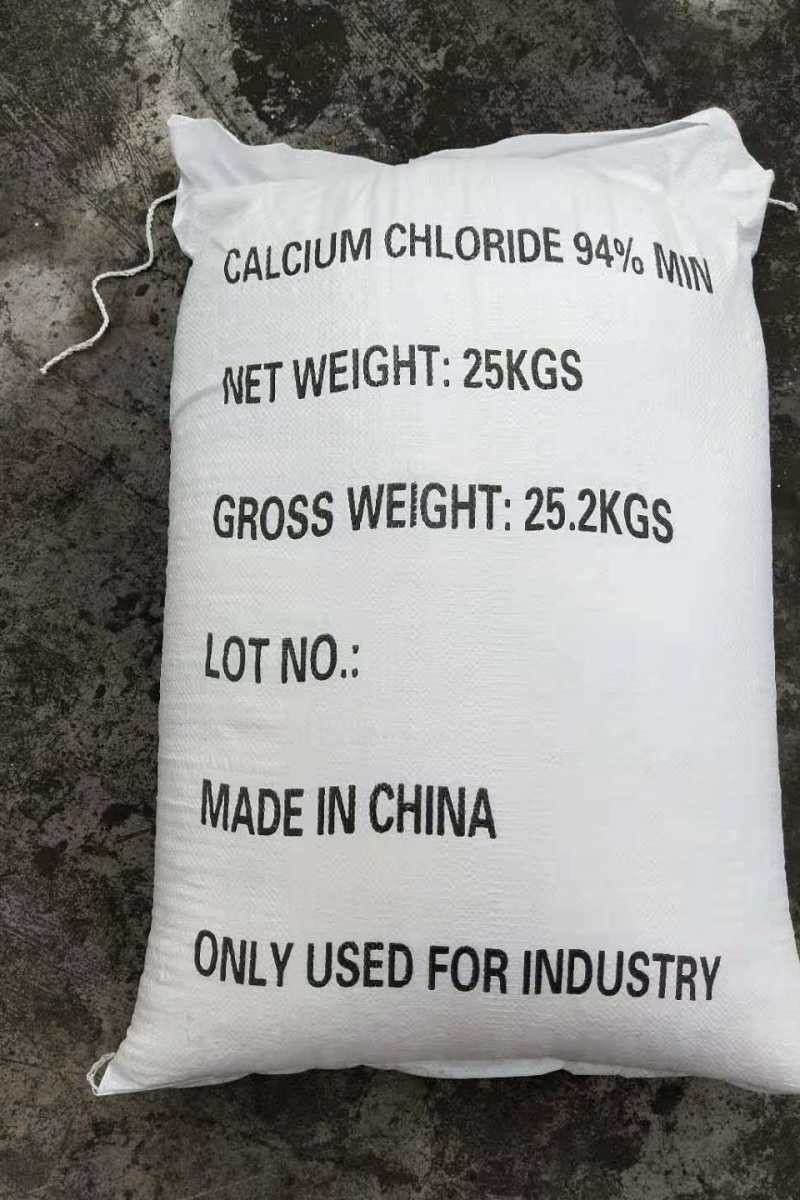 CALCIUM CHLORIDE 94% MIN
NET WEIGHT: 25KGS
GROSS WEIGHT: 25.2KGS
LOT NO.:
MADE IN CHINA
ONLY USED FOR INDUSTRY